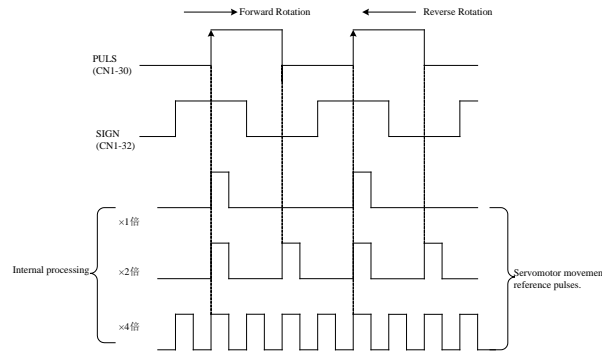 Forward Rotation
Reverse Rotation
PULS
(CN1-30)
SIGN
(CN1-32)
×1倍
Internal processing
×2倍
Servomotor movement
reference pulses.
×4倍